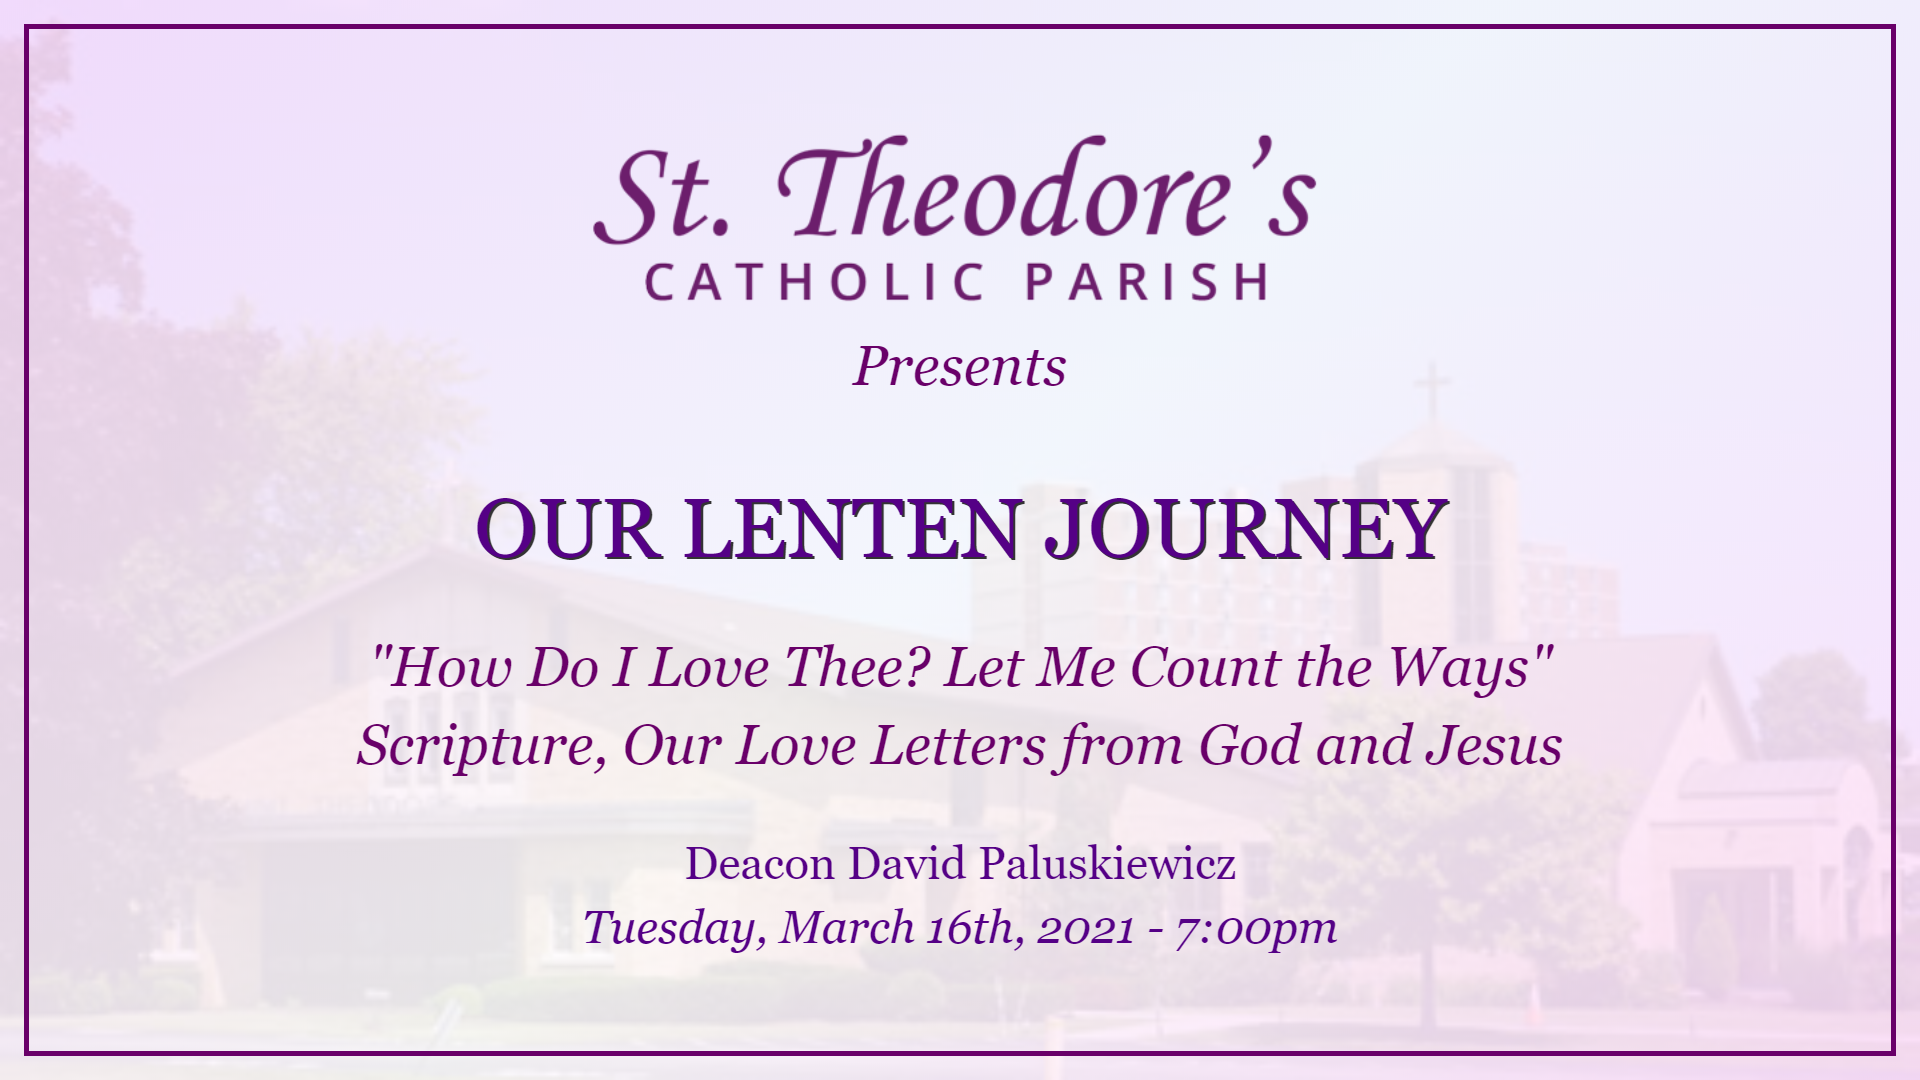 St. Theodore’s
CATHOLIC PARISH
Presents
OUR LENTEN JOURNEY
"How Do I Love Thee? Let Me Count the Ways"
Scripture, Our Love Letters from God and Jesus
Deacon David Paluskiewicz
Tuesday, March 16th, 2021 - 7:00pm